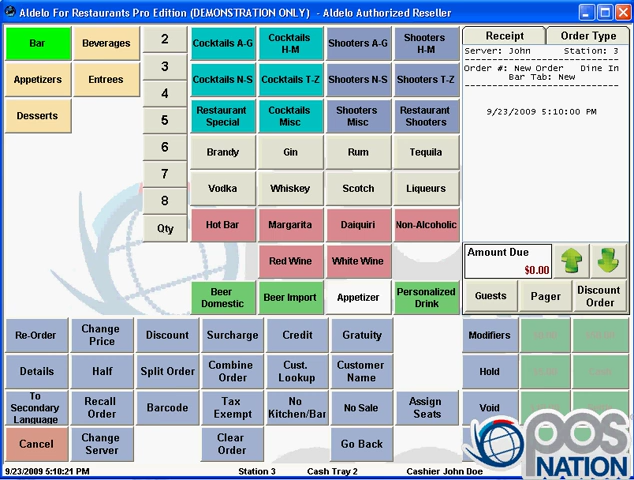 Aldelo For Restaurants Pro Edition (DEMONSTRATION ONLY) - Aldelo Authorized Reseller
Bar
Beverages
Appetizers
Entrees
Desserts
2
3
4
5
6
7
8
Qty
Cocktails A-G
Cocktails H-M
Shooters A-G
Shooters H-M
Cocktails N-S
Cocktails T-Z
Shooters N-S
Shooters T-Z
Restaurant Special
Cocktails Misc
Shooters Misc
Restaurant Shooters
Brandy
Gin
Rum
Tequila
Vodka
Whiskey
Scotch
Liqueurs
Hot Bar
Margarita
Daiquiri
Non-Alcoholic
Red Wine
White Wine
Beer Domestic
Beer Import
Appetizer
Personalized Drink
Receipt
Order Type
Server: John Station: 3
Order #: New Order Dine In
Bar Tab: New
9/23/2009 5:10:00 PM
Amount Due
$0.00
Guests
Pager
Discount Order
Re-Order
Change Price
Discount
Surcharge
Credit
Gratuity
Modifiers
Details
Half
Split Order
Combine Order
Cust. Lookup
Customer Name
Hold
To Secondary Language
Recall Order
Barcode
Tax Exempt
No Kitchen/Bar
No Sale
Assign Seats
Void
Cancel
Change Server
Clear Order
Go Back
9/23/2009 5:10:21 PM
Station 3
Cash Tray 2
Cashier John Doe
pos
NATION